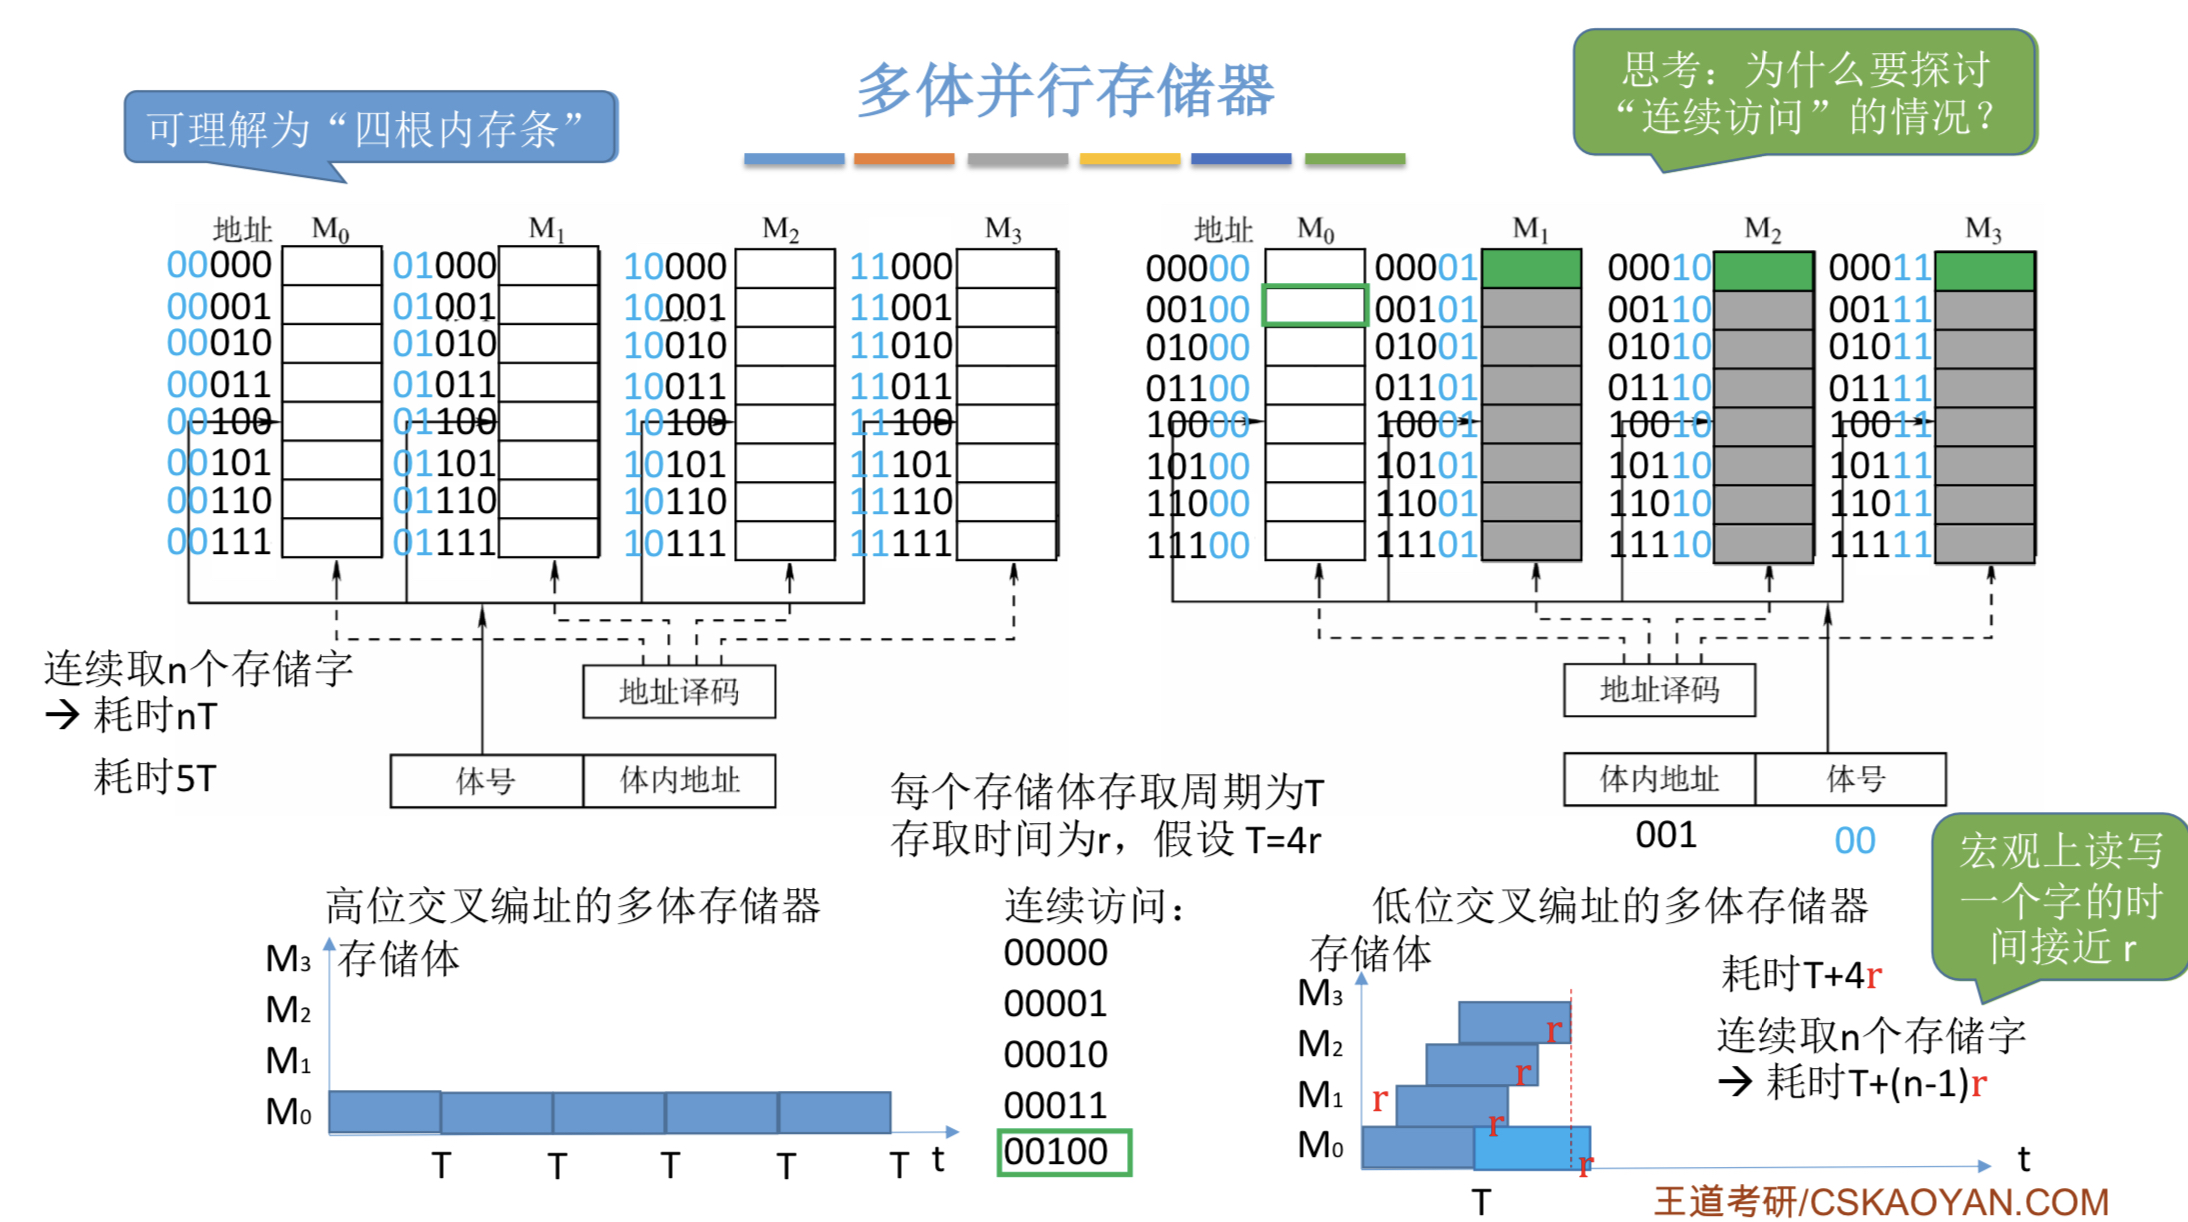 多体并行存储器
可理解为“四根内存条”
思考：为什么要探讨
“连续访问”的情况？
地址 M0 M1 M2 M3
00000 01000 10000 11000
00001 01001 10001 11001
00010 01010 10010 11010
00011 01011 10011 11011
00100 01100 10100 11100
00101 01101 10101 11101
00110 01110 10110 11110
00111 01111 10111 11111
地址译码
体号 体内地址
连续取n个存储字
→ 耗时nT
耗时5T
地址 M0 M1 M2 M3
00000 00001 00010 00011
00100 00101 00110 00111
01000 01001 01010 01011
01100 01101 01110 01111
10000 10001 10010 10011
10100 10101 10110 10111
11000 11001 11010 11011
11100 11101 11110 11111
地址译码
体内地址 体号
001 00
每个存储体存取周期为T
存取时间为r，假设 T=4r
宏观上读写
一个字的时
间接近 r
高位交叉编址的多体存储器
存储体
M3
M2
M1
M0
T T T T T t
连续访问：
00000
00001
00010
00011
00100
低位交叉编址的多体存储器
存储体
M3 r
M2 r
M1 r r
M0 r
T t
耗时T+4r
连续取n个存储字
→ 耗时T+(n-1)r
王道考研/CSKAOYAN.COM